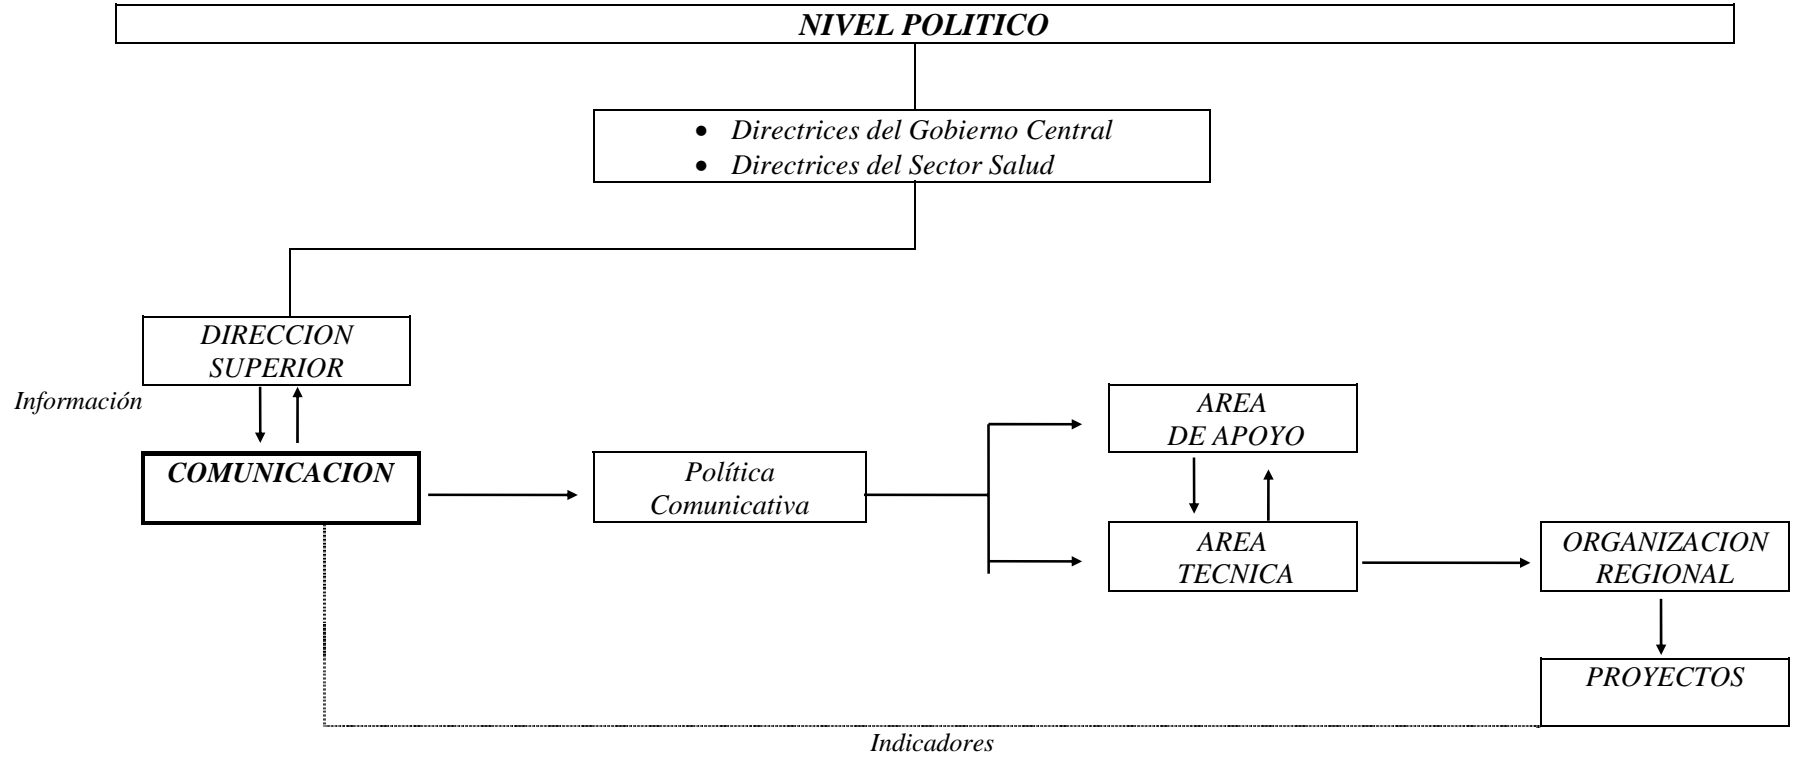 NIVEL POLITICO
• Directrices del Gobierno Central
• Directrices del Sector Salud
DIRECCION
SUPERIOR
Información
COMUNICACION
Política
Comunicativa
AREA
DE APOYO
AREA
TECNICA
ORGANIZACION
REGIONAL
PROYECTOS
Indicadores